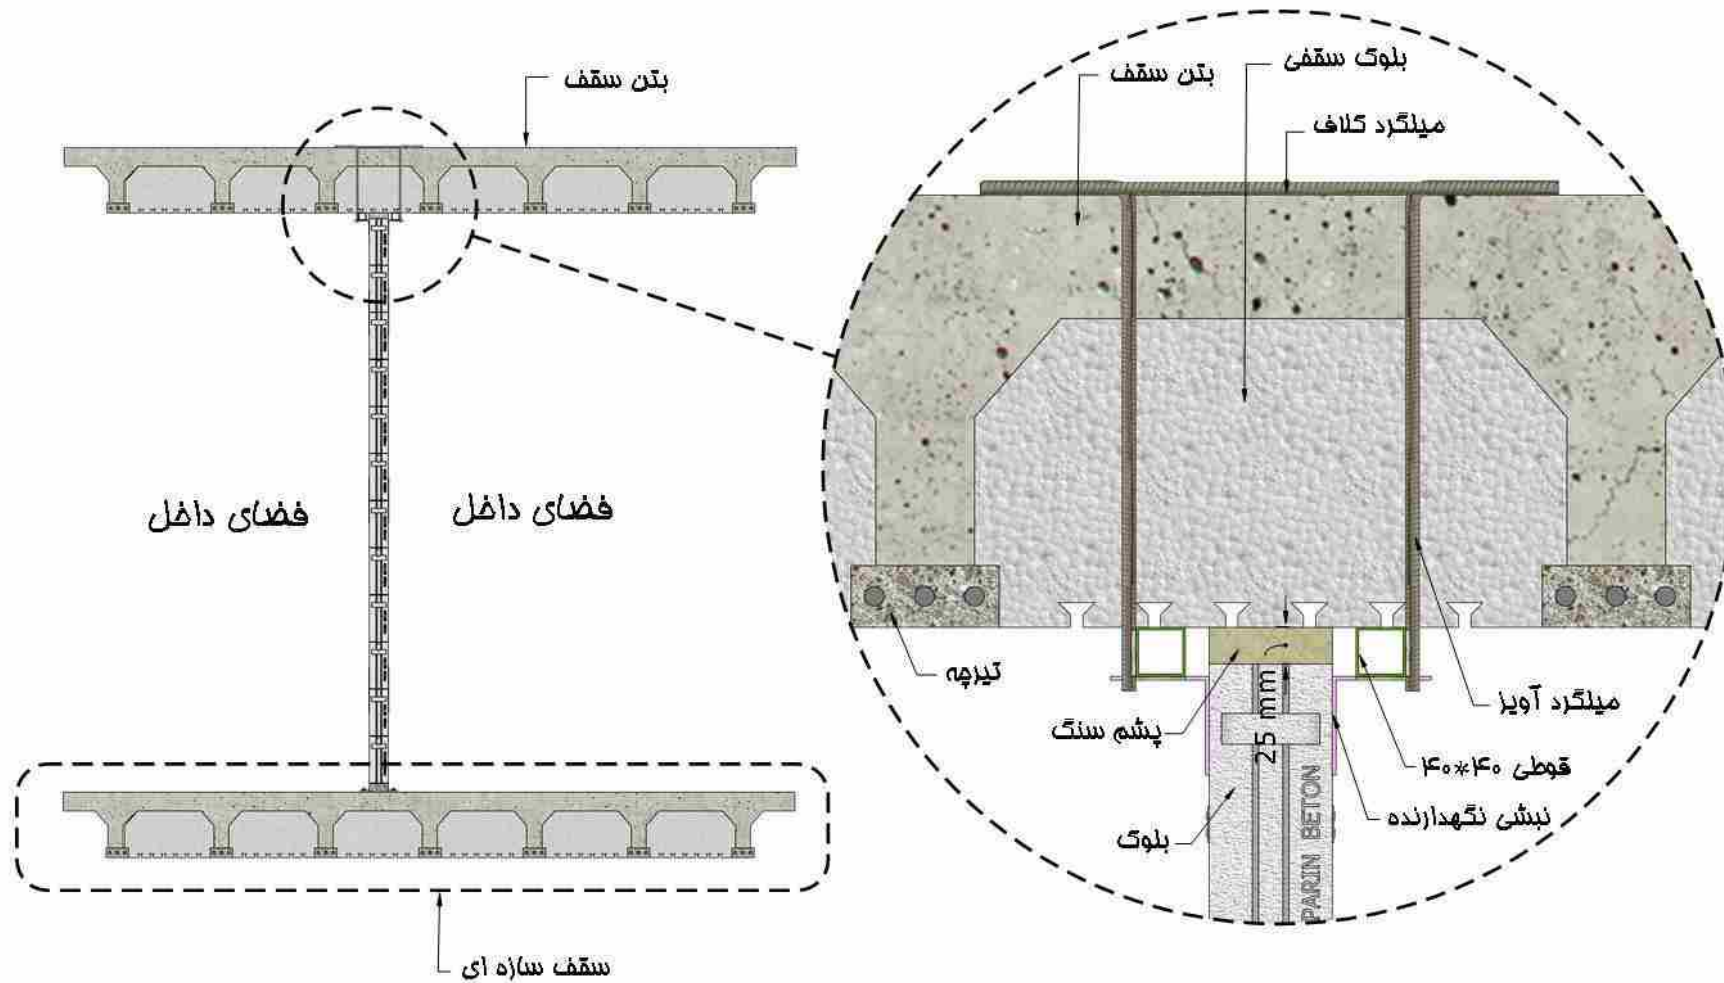 بتن سقف
فضای داخل
فضای داخل
سقف سازه ای
بلوک سقفی
بتن سقف
میلگرد کلاف
تیرچه
پشم سنگ
25 mm
میلگرد آویز
قوطی ۴۰*۴۰
نبشی نگهدارنده
بلوک
PARIN BETON